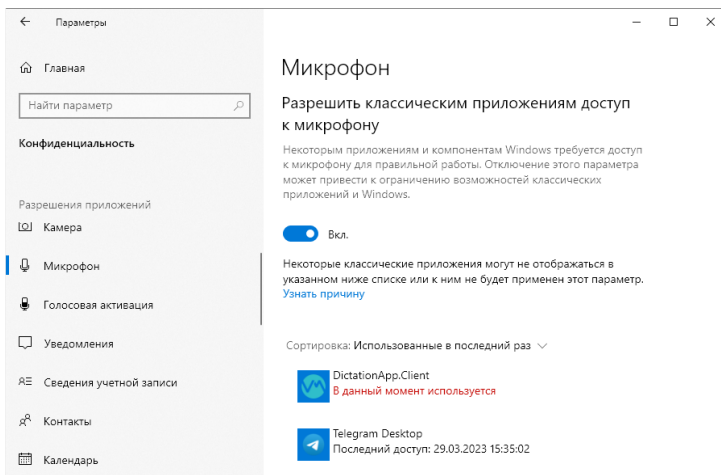 Параметры
Главная
Найти параметр
Конфиденциальность
Разрешения приложений
Камера
Микрофон
Голосовая активация
Уведомления
Сведения учетной записи
Контакты
Календарь
Микрофон
Разрешить классическим приложениям доступ
к микрофону
Некоторым приложениям и компонентам Windows требуется доступ
к микрофону для правильной работы. Отключение этого параметра
может привести к ограничению возможностей классических
приложений и Windows.
Вкл.
Некоторые классические приложения могут не отображаться в
указанном ниже списке или к ним не будет применен этот параметр.
Узнать причину
Сортировка: Использованные в последний раз
DictationApp.Client
В данный момент используется
Telegram Desktop
Последний доступ: 29.03.2023 15:35:02